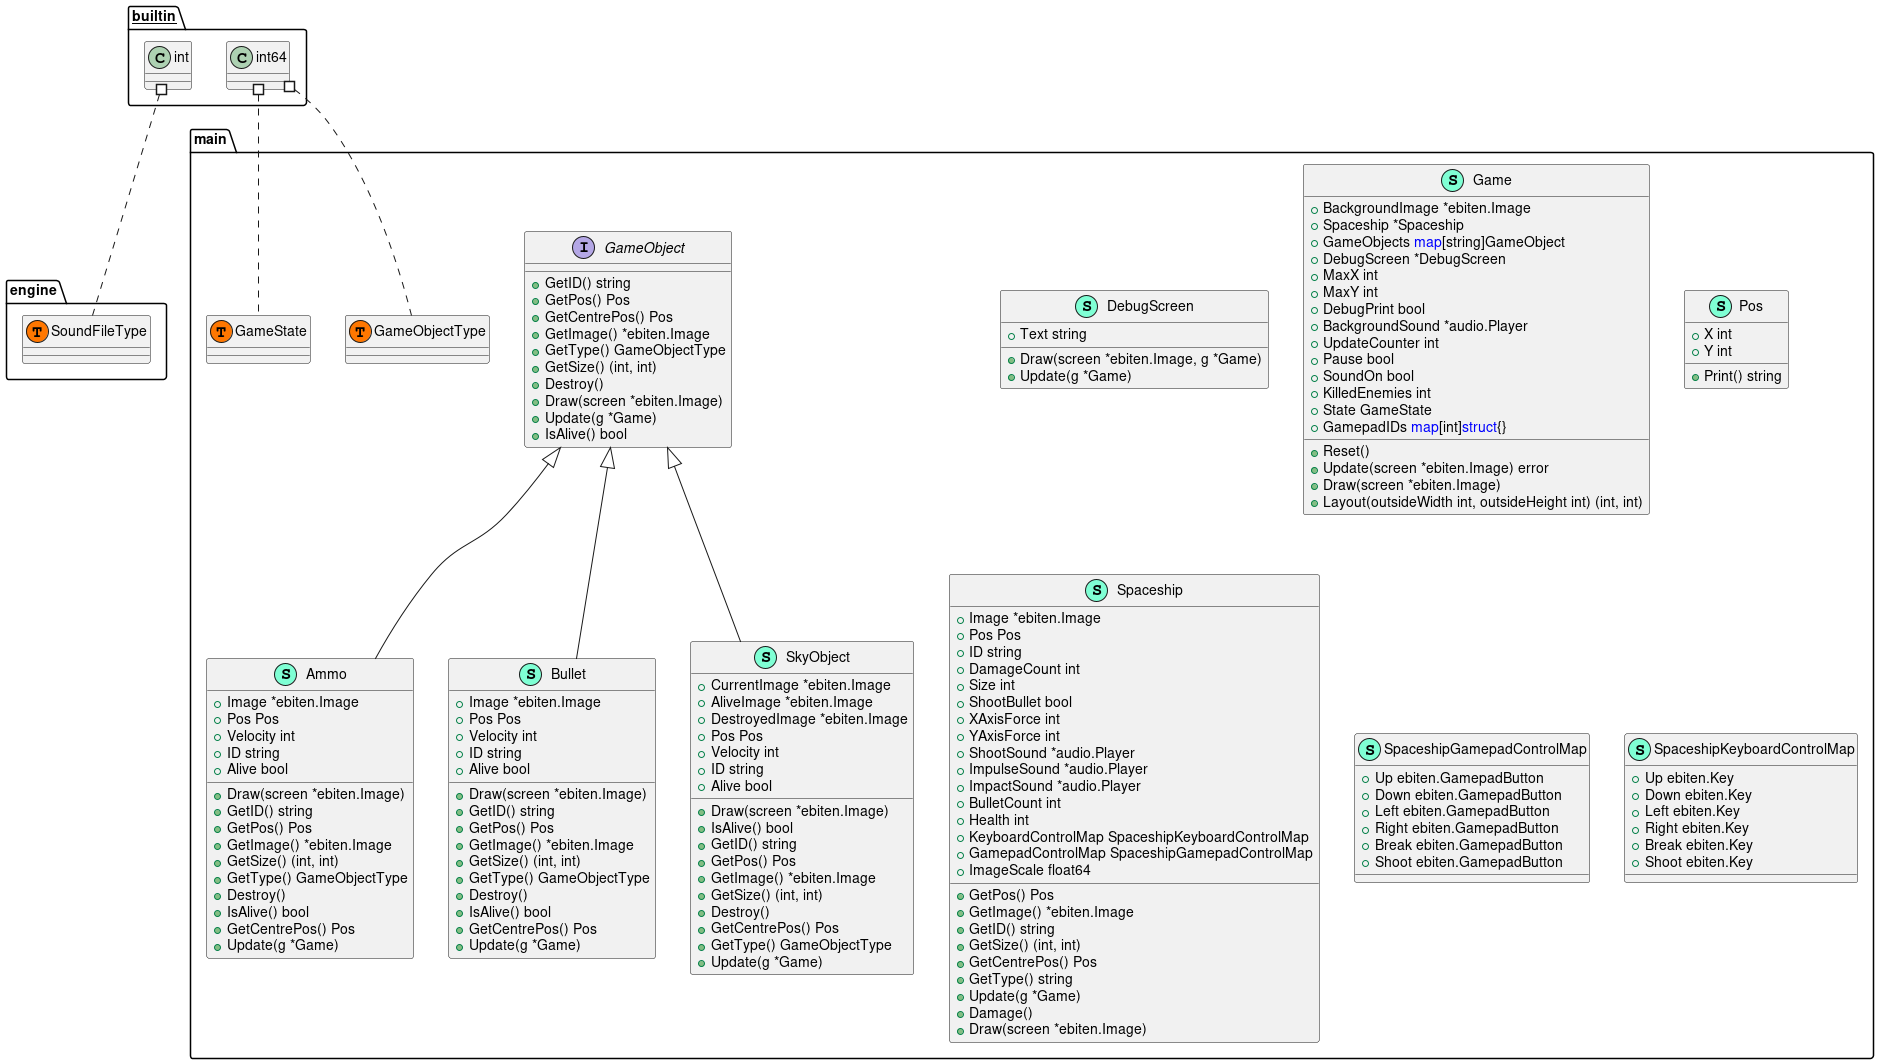 builtin
C int
C int64
main
engine
T SoundFileType
T GameState
T GameObjectType
I GameObject
GetID() string
GetPos() Pos
GetCentrePos() Pos
GetImage() *ebiten.Image
GetType() GameObjectType
GetSize() (int, int)
Destroy()
Draw(screen *ebiten.Image)
Update(g *Game)
IsAlive() bool
S DebugScreen
Text string
Draw(screen *ebiten.Image, g *Game)
Update(g *Game)
S Game
BackgroundImage *ebiten.Image
Spaceship *Spaceship
GameObjects map[string]GameObject
DebugScreen *DebugScreen
MaxX int
MaxY int
DebugPrint bool
BackgroundSound *audio.Player
UpdateCounter int
Pause bool
SoundOn bool
KilledEnemies int
State GameState
GamepadIDs map[int]struct{}
Reset()
Update(screen *ebiten.Image) error
Draw(screen *ebiten.Image)
Layout(outsideWidth int, outsideHeight int) (int, int)
S Pos
X int
Y int
Print() string
S Ammo
Image *ebiten.Image
Pos Pos
Velocity int
ID string
Alive bool
Draw(screen *ebiten.Image)
GetID() string
GetPos() Pos
GetImage() *ebiten.Image
GetSize() (int, int)
GetType() GameObjectType
Destroy()
IsAlive() bool
GetCentrePos() Pos
Update(g *Game)
S Bullet
Image *ebiten.Image
Pos Pos
Velocity int
ID string
Alive bool
Draw(screen *ebiten.Image)
GetID() string
GetPos() Pos
GetImage() *ebiten.Image
GetSize() (int, int)
GetType() GameObjectType
Destroy()
IsAlive() bool
GetCentrePos() Pos
Update(g *Game)
S SkyObject
CurrentImage *ebiten.Image
AliveImage *ebiten.Image
DestroyedImage *ebiten.Image
Pos Pos
Velocity int
ID string
Alive bool
Draw(screen *ebiten.Image)
IsAlive() bool
GetID() string
GetPos() Pos
GetImage() *ebiten.Image
GetSize() (int, int)
Destroy()
GetCentrePos() Pos
GetType() GameObjectType
Update(g *Game)
S Spaceship
Image *ebiten.Image
Pos Pos
ID string
DamageCount int
Size int
ShootBullet bool
XAxisForce int
YAxisForce int
ShootSound *audio.Player
ImpulseSound *audio.Player
ImpactSound *audio.Player
BulletCount int
Health int
KeyboardControlMap SpaceshipKeyboardControlMap
GamepadControlMap SpaceshipGamepadControlMap
ImageScale float64
GetPos() Pos
GetImage() *ebiten.Image
GetID() string
GetSize() (int, int)
GetCentrePos() Pos
GetType() string
Update(g *Game)
Damage()
Draw(screen *ebiten.Image)
S SpaceshipGamepadControlMap
Up ebiten.GamepadButton
Down ebiten.GamepadButton
Left ebiten.GamepadButton
Right ebiten.GamepadButton
Break ebiten.GamepadButton
Shoot ebiten.GamepadButton
S SpaceshipKeyboardControlMap
Up ebiten.Key
Down ebiten.Key
Left ebiten.Key
Right ebiten.Key
Break ebiten.Key
Shoot ebiten.Key